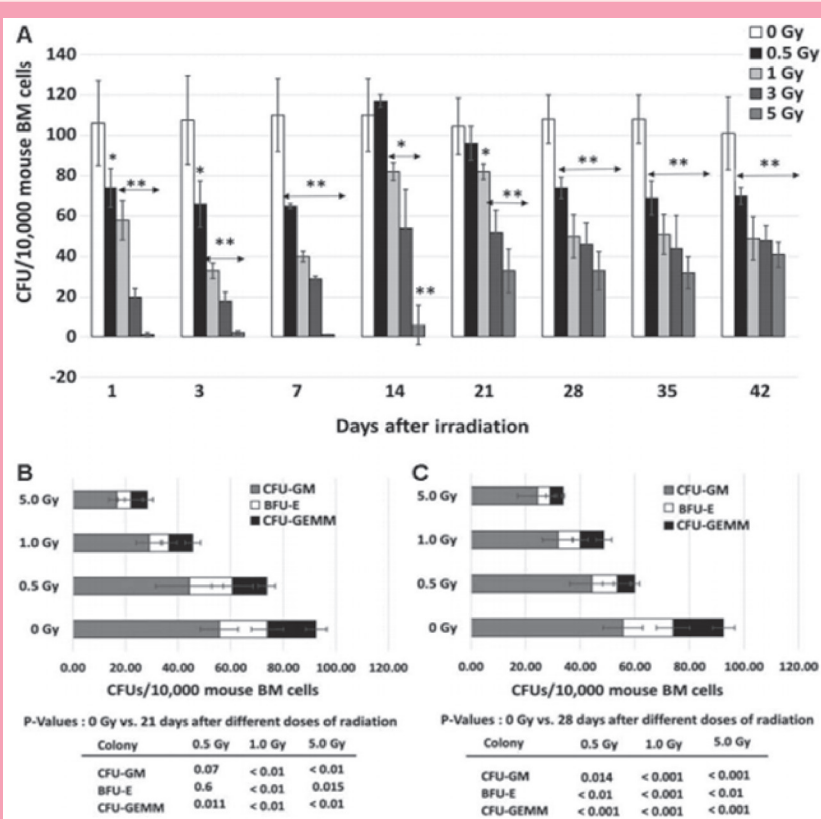 A
CFU/10,000 mouse BM cells
140
120
100
80
60
40
20
0
-20
0 Gy
0.5 Gy
1 Gy
3 Gy
5 Gy
*
**
*
**
**
*
**
*
**
**
**
**
1 3 7 14 21 28 35 42
Days after irradiation
B
5.0 Gy
1.0 Gy
0.5 Gy
0 Gy
CFU-GM
BFU-E
CFU-GEMM
0.00 20.00 40.00 60.00 80.00 100.00 120.00
CFUs/10,000 mouse BM cells
P-Values : 0 Gy vs. 21 days after different doses of radiation
Colony 0.5 Gy 1.0 Gy 5.0 Gy
CFU-GM 0.07 < 0.01 < 0.01
BFU-E 0.6 < 0.01 0.015
CFU-GEMM 0.011 < 0.01 < 0.01
C
5.0 Gy
1.0 Gy
0.5 Gy
0 Gy
CFU-GM
BFU-E
CFU-GEMM
0.00 20.00 40.00 60.00 80.00 100.00 120.00
CFUs/10,000 mouse BM cells
P-Values : 0 Gy vs. 28 days after different doses of radiation
Colony 0.5 Gy 1.0 Gy 5.0 Gy
CFU-GM 0.014 < 0.001 < 0.001
BFU-E < 0.01 < 0.001 < 0.01
CFU-GEMM < 0.001 < 0.001 < 0.001